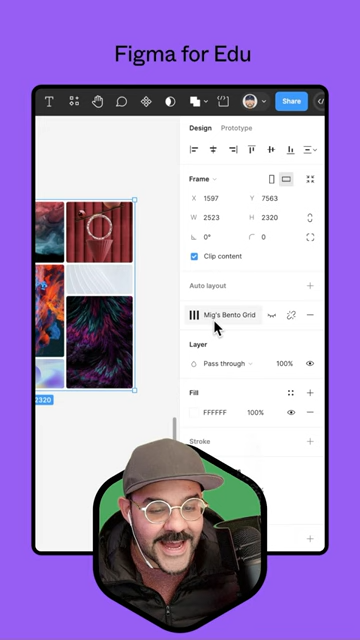 Figma for Edu
Share
Design Prototype
Frame
X 1597 Y 7563
W 2523 H 2320
0° 0
Clip content
Auto layout
Mig's Bento Grid
Layer
Pass through 100%
Fill
FFFFFF 100%
2320
Stroke